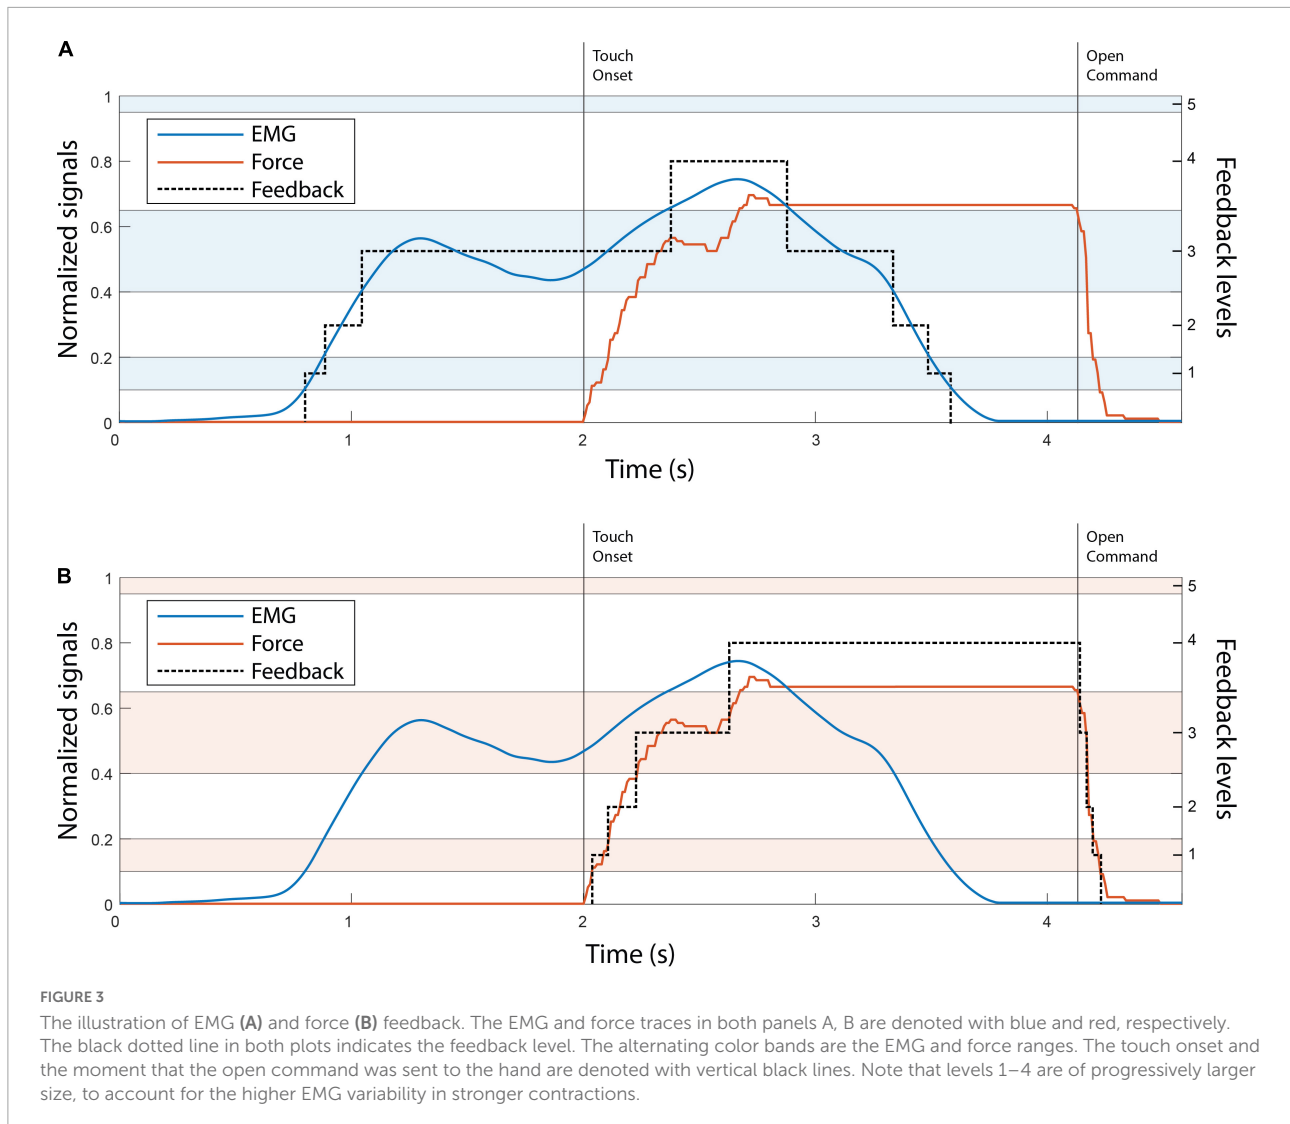 A
Touch
Onset
Open
Command
Normalized signals
1
0.8
0.6
0.4
0.2
0
EMG
Force
Feedback
5
4
3
2
1
Feedback levels
0
1
2
3
4
Time (s)
B
Touch
Onset
Open
Command
Normalized signals
1
0.8
0.6
0.4
0.2
0
EMG
Force
Feedback
5
4
3
2
1
Feedback levels
0
1
2
3
4
Time (s)
FIGURE 3
The illustration of EMG (A) and force (B) feedback. The EMG and force traces in both panels A, B are denoted with blue and red, respectively.
The black dotted line in both plots indicates the feedback level. The alternating color bands are the EMG and force ranges. The touch onset and
the moment that the open command was sent to the hand are denoted with vertical black lines. Note that levels 1–4 are of progressively larger
size, to account for the higher EMG variability in stronger contractions.